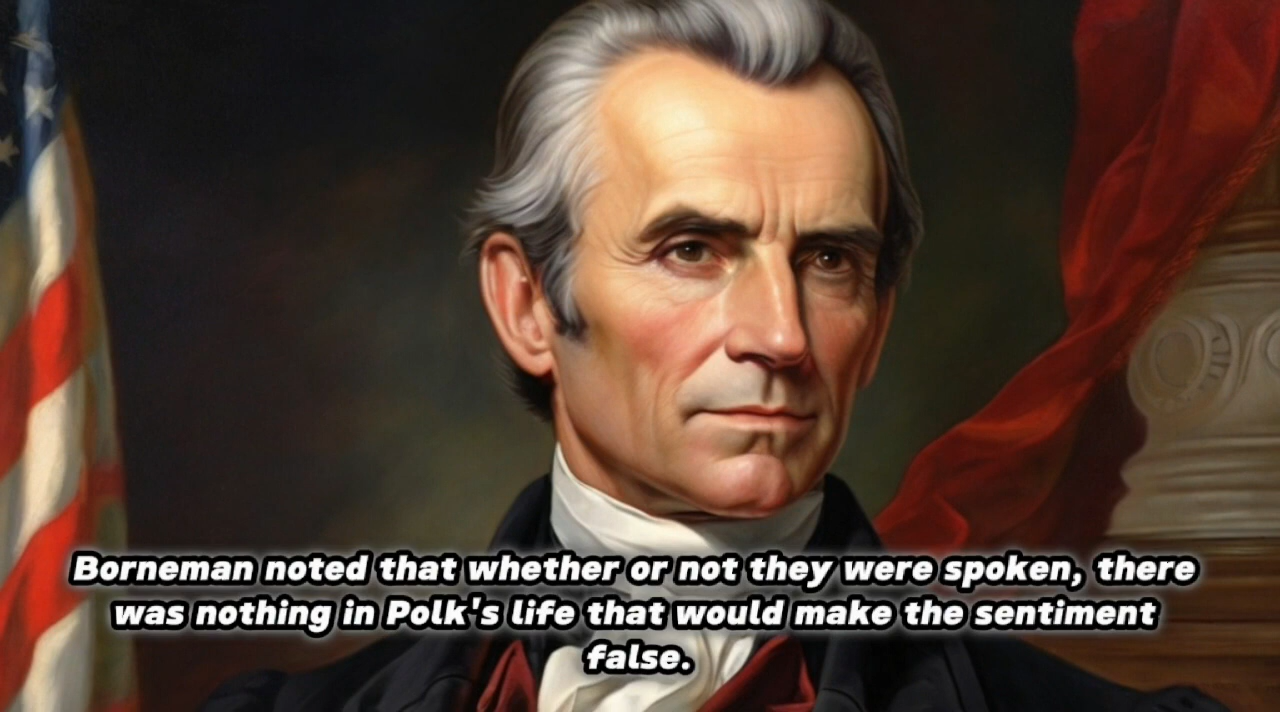 Borneman noted that whether or not they were spoken, there
was nothing in Polk's life that would make the sentiment
false.